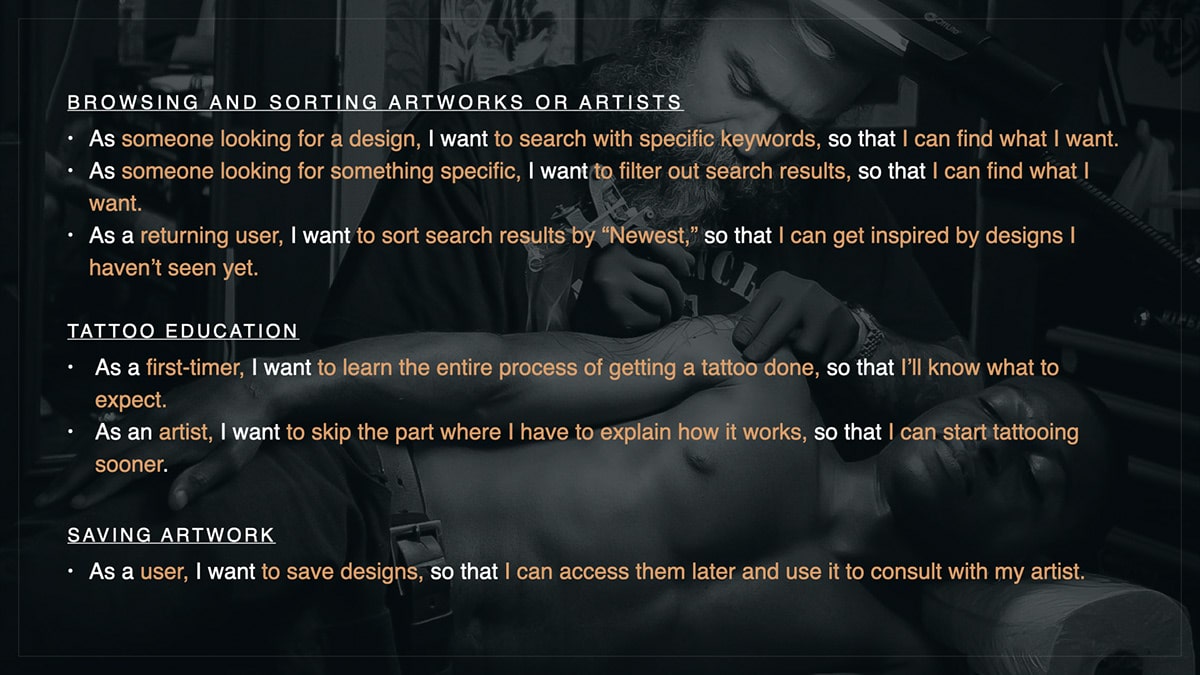 BROWSING AND SORTING ARTWORKS OR ARTISTS
• As someone looking for a design, I want to search with specific keywords, so that I can find what I want.
• As someone looking for something specific, I want to filter out search results, so that I can find what I
want.
• As a returning user, I want to sort search results by “Newest,” so that I can get inspired by designs I
haven’t seen yet.
TATTOO EDUCATION
• As a first-timer, I want to learn the entire process of getting a tattoo done, so that I’ll know what to
expect.
• As an artist, I want to skip the part where I have to explain how it works, so that I can start tattooing
sooner.
SAVING ARTWORK
• As a user, I want to save designs, so that I can access them later and use it to consult with my artist.